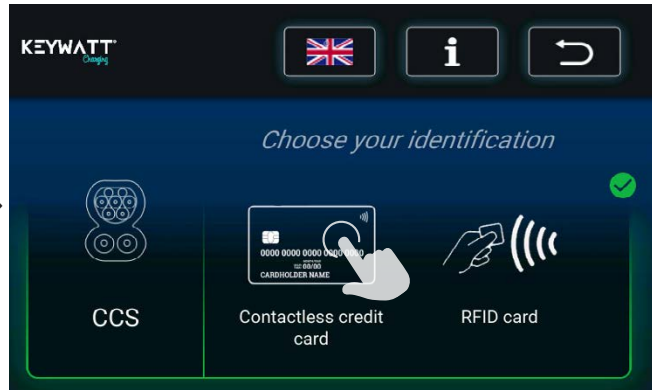 KEYWATT
Charging
i
Choose your identification
0000 0000 0000 0000 0000
00/00
CARDHOLDER NAME
CCS
Contactless credit
card
RFID card